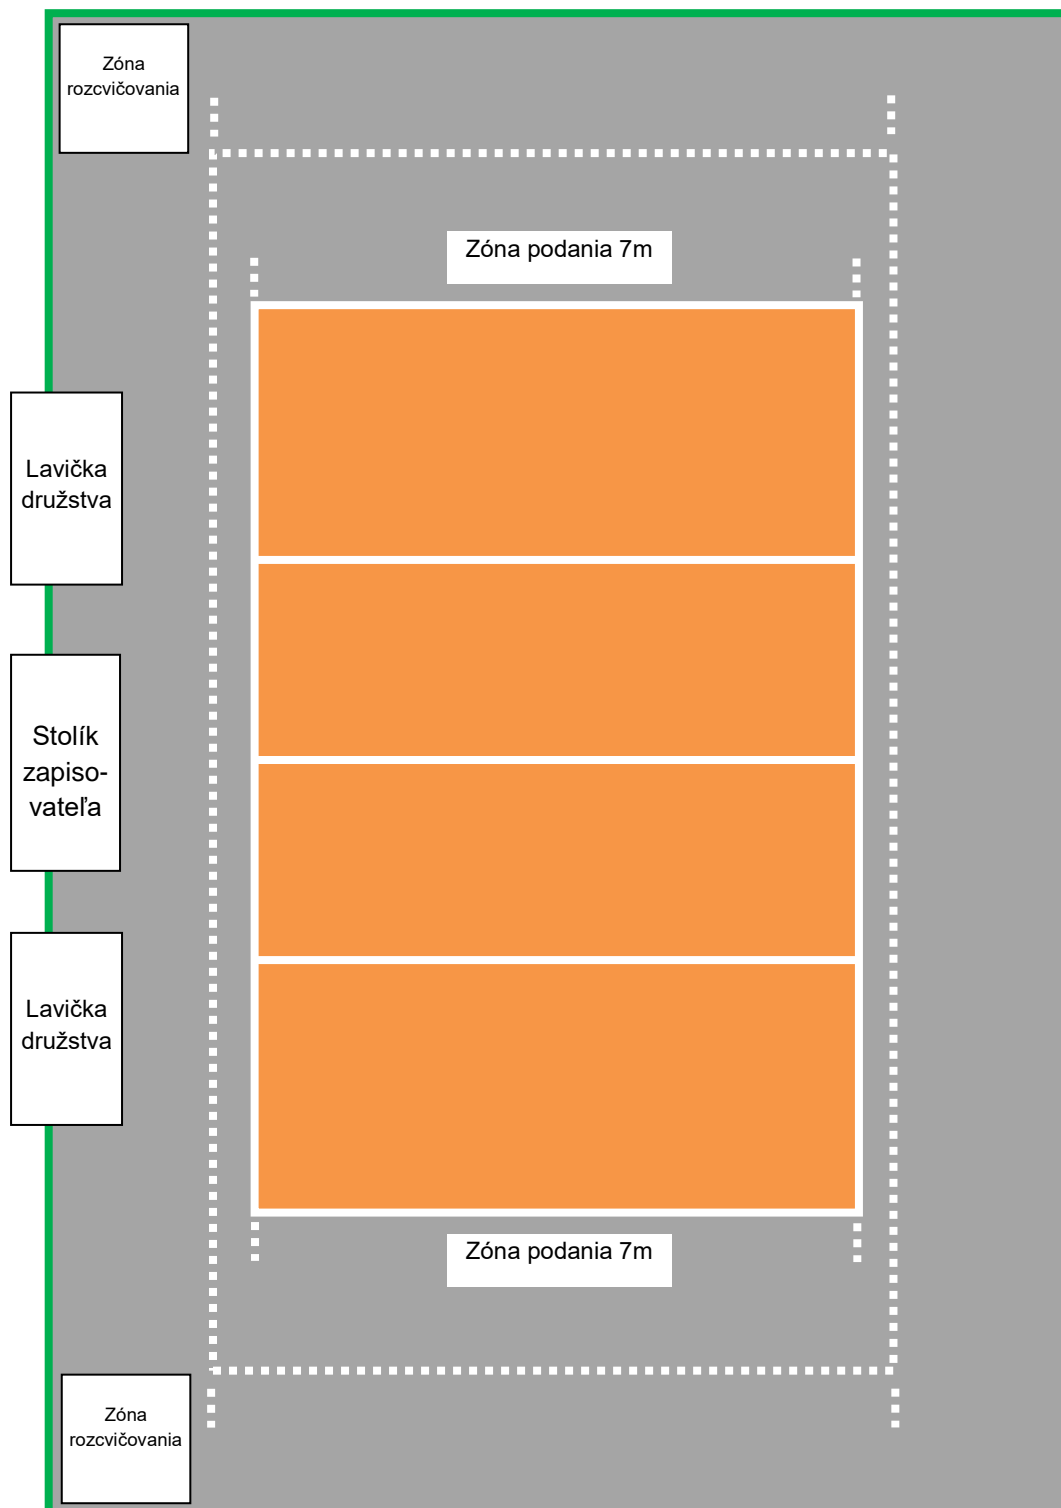 Zóna
rozcvičovania
Zóna podania 7m
Lavička
družstva
Stolík
zapiso-
vateľa
Lavička
družstva
Zóna podania 7m
Zóna
rozcvičovania